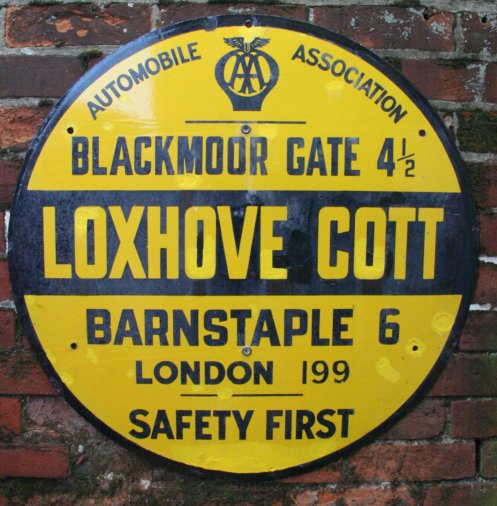 AUTOMOBILE AA ASSOCIATION
BLACKMOOR GATE 4½
LOXHOVE COTT
BARNSTAPLE 6
LONDON 199
SAFETY FIRST